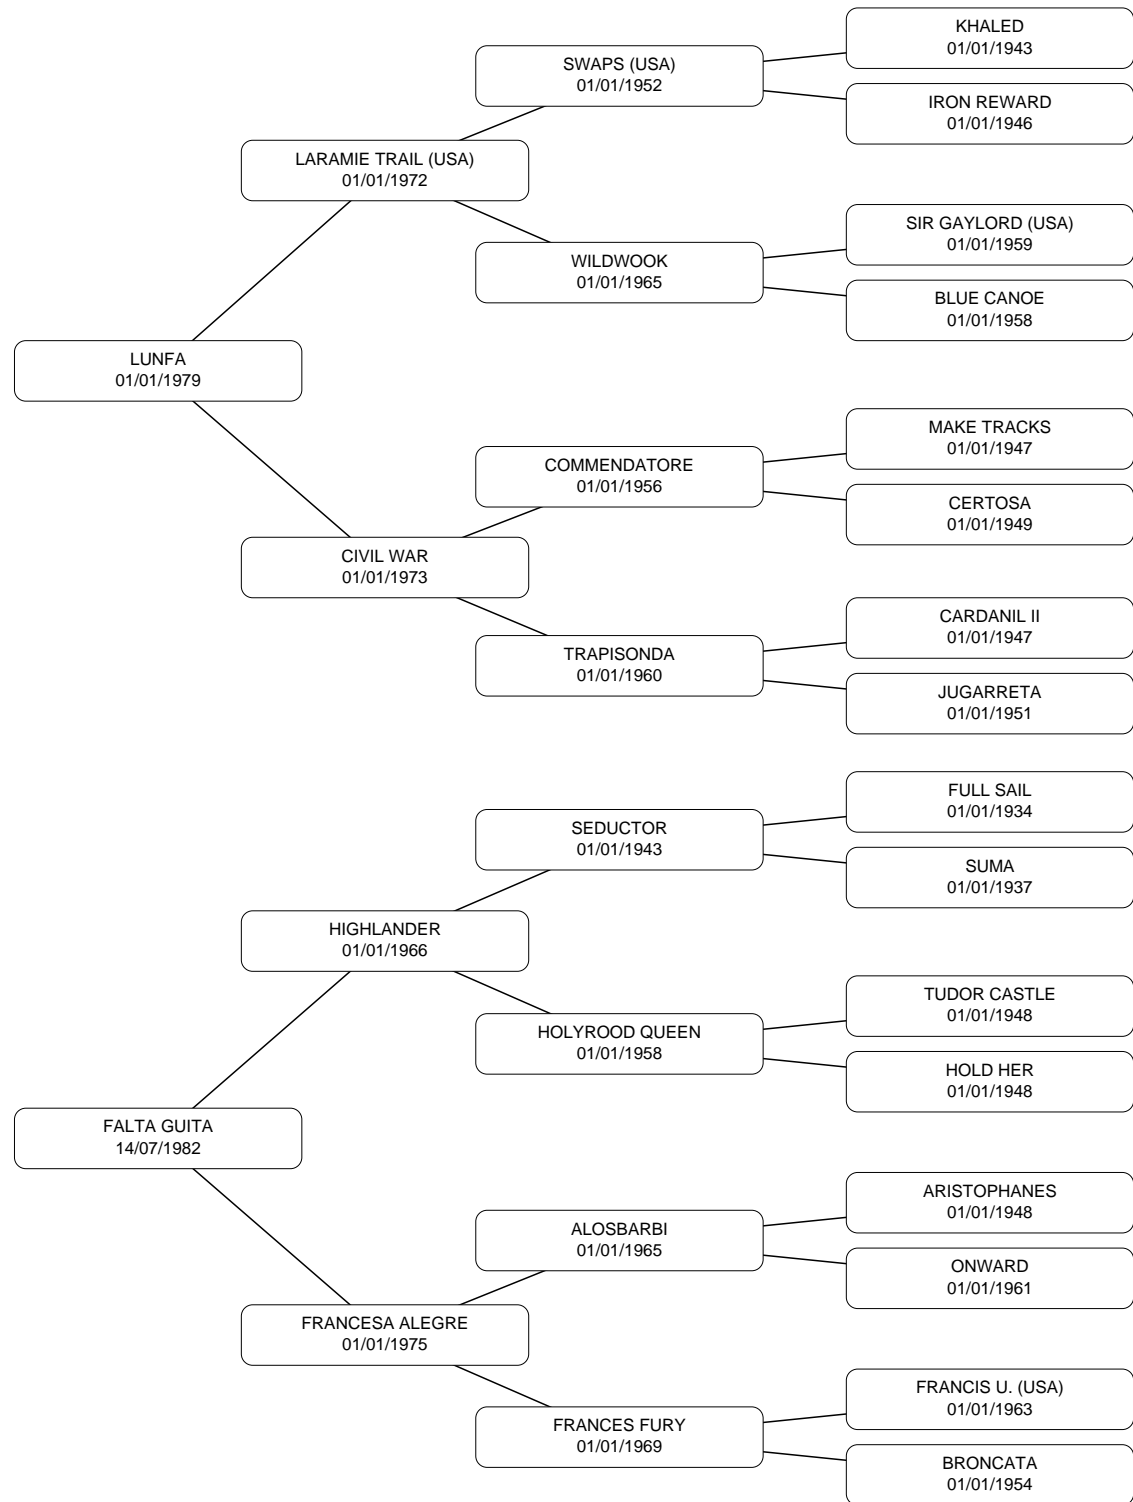 KHALED
01/01/1943
SWAPS (USA)
01/01/1952
IRON REWARD
01/01/1946
LARAMIE TRAIL (USA)
01/01/1972
SIR GAYLORD (USA)
01/01/1959
WILDWOOK
01/01/1965
BLUE CANOE
01/01/1958
LUNFA
01/01/1979
MAKE TRACKS
01/01/1947
COMMENDATORE
01/01/1956
CERTOSA
01/01/1949
CIVIL WAR
01/01/1973
CARDANIL II
01/01/1947
TRAPISONDA
01/01/1960
JUGARRETA
01/01/1951
FULL SAIL
01/01/1934
SEDUCTOR
01/01/1943
SUMA
01/01/1937
HIGHLANDER
01/01/1966
TUDOR CASTLE
01/01/1948
HOLYROOD QUEEN
01/01/1958
HOLD HER
01/01/1948
FALTA GUITA
14/07/1982
ARISTOPHANES
01/01/1948
ALOSBARBI
01/01/1965
ONWARD
01/01/1961
FRANCESA ALEGRE
01/01/1975
FRANCIS U. (USA)
01/01/1963
FRANCES FURY
01/01/1969
BRONCATA
01/01/1954